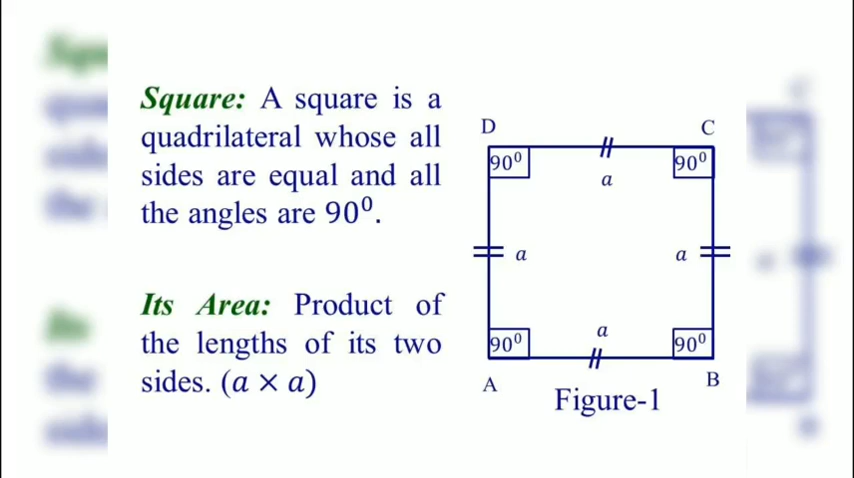 Square: A square is a
quadrilateral whose all
sides are equal and all
the angles are 90⁰.
Its Area: Product of
the lengths of its two
sides. (a × a)
D
C
90⁰
90⁰
a
a
a
a
90⁰
90⁰
A
B
Figure-1